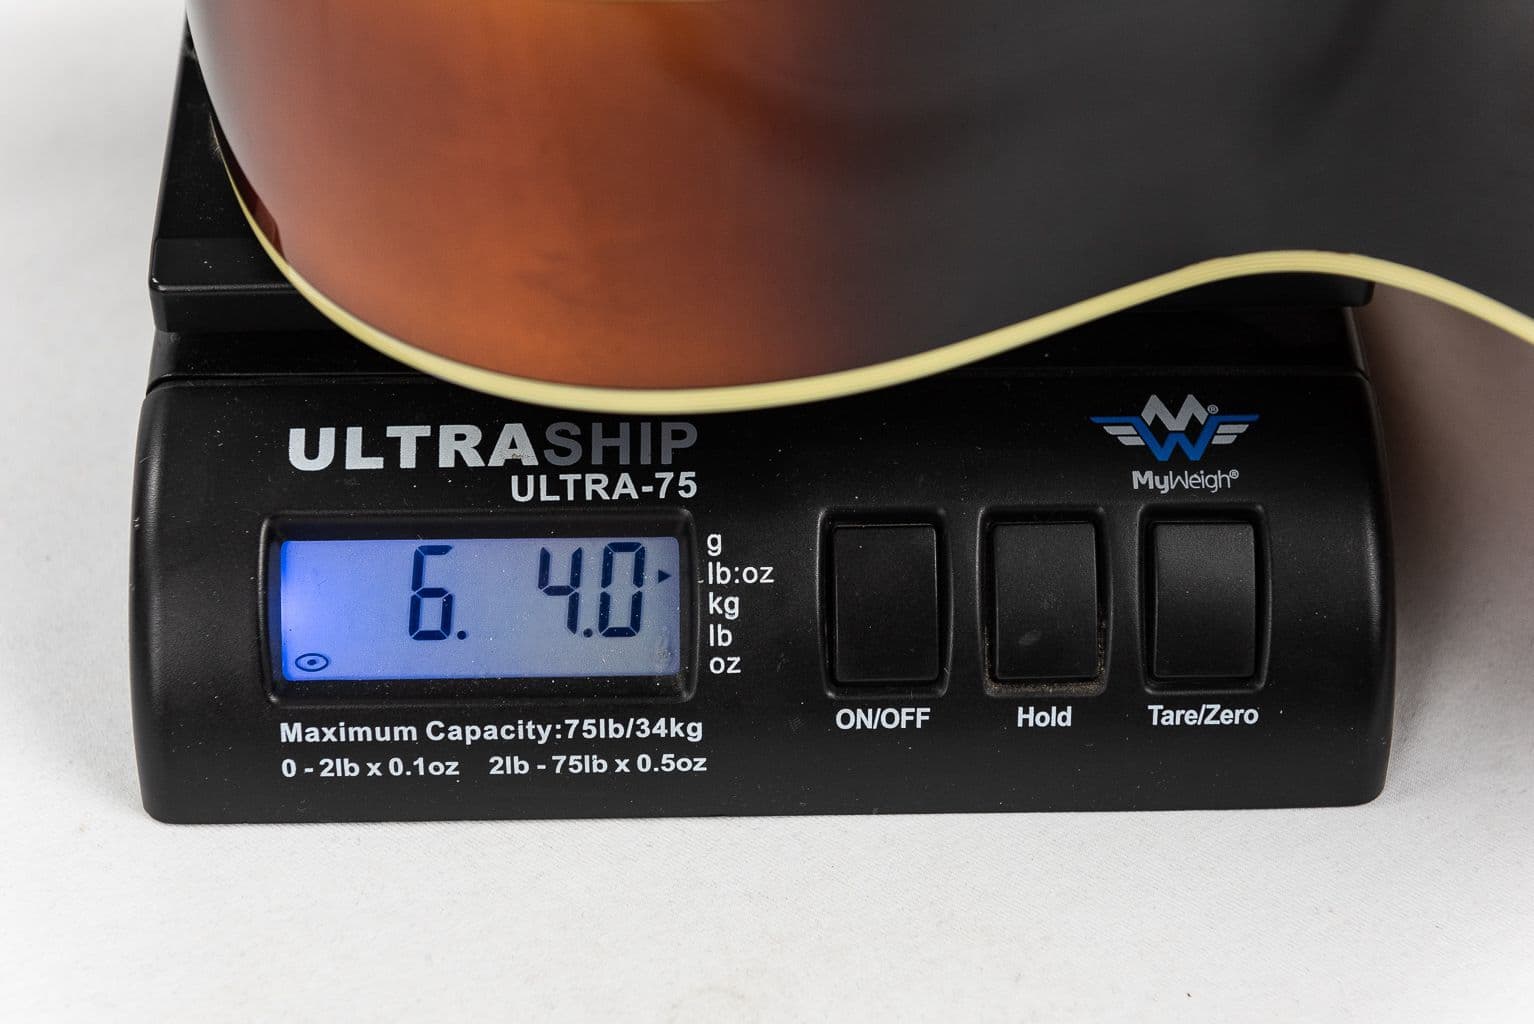 ULTRASHIP
ULTRA-75
MW®
MyWeigh®
6. 4.0
g
lb:oz
kg
lb
oz
ON/OFF
Hold
Tare/Zero
Maximum Capacity:75lb/34kg
0 - 2lb x 0.1oz 2lb - 75lb x 0.5oz